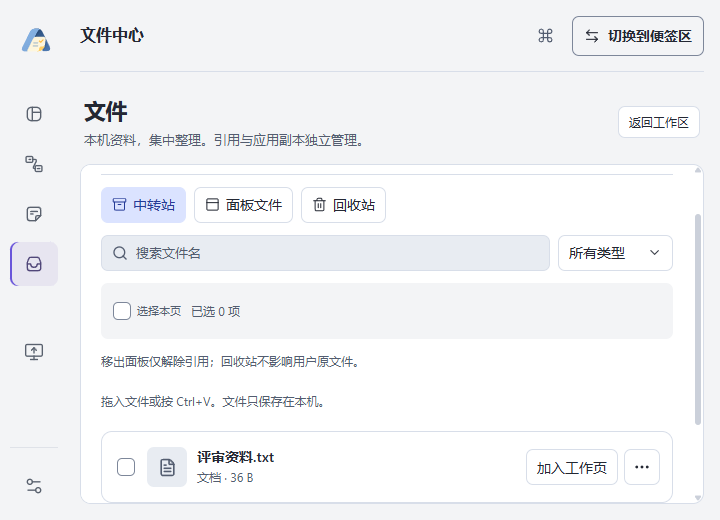 文件中心
切换到便签区
文件
本机资料，集中整理。引用与应用副本独立管理。
返回工作区
中转站
面板文件
回收站
搜索文件名
所有类型
选择本页 已选 0 项
移出面板仅解除引用；回收站不影响用户原文件。
拖入文件或按 Ctrl+V。文件只保存在本机。
评审资料.txt
文档 · 36 B
加入工作页